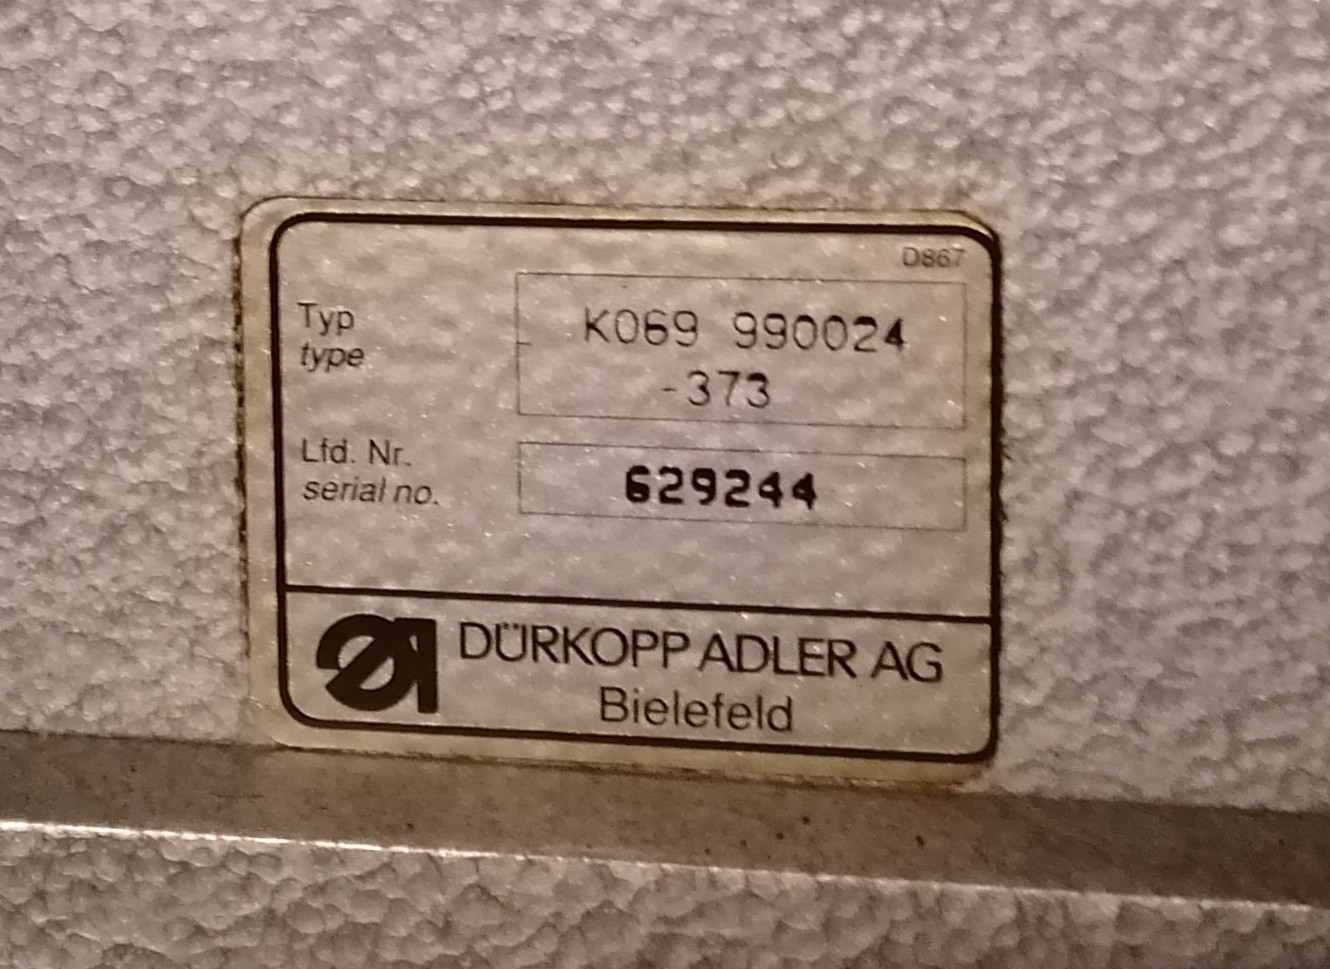 D867
Typ
type
K069 990024
-373
Lfd. Nr.
serial no.
629244
DÜRKOPP ADLER AG
Bielefeld